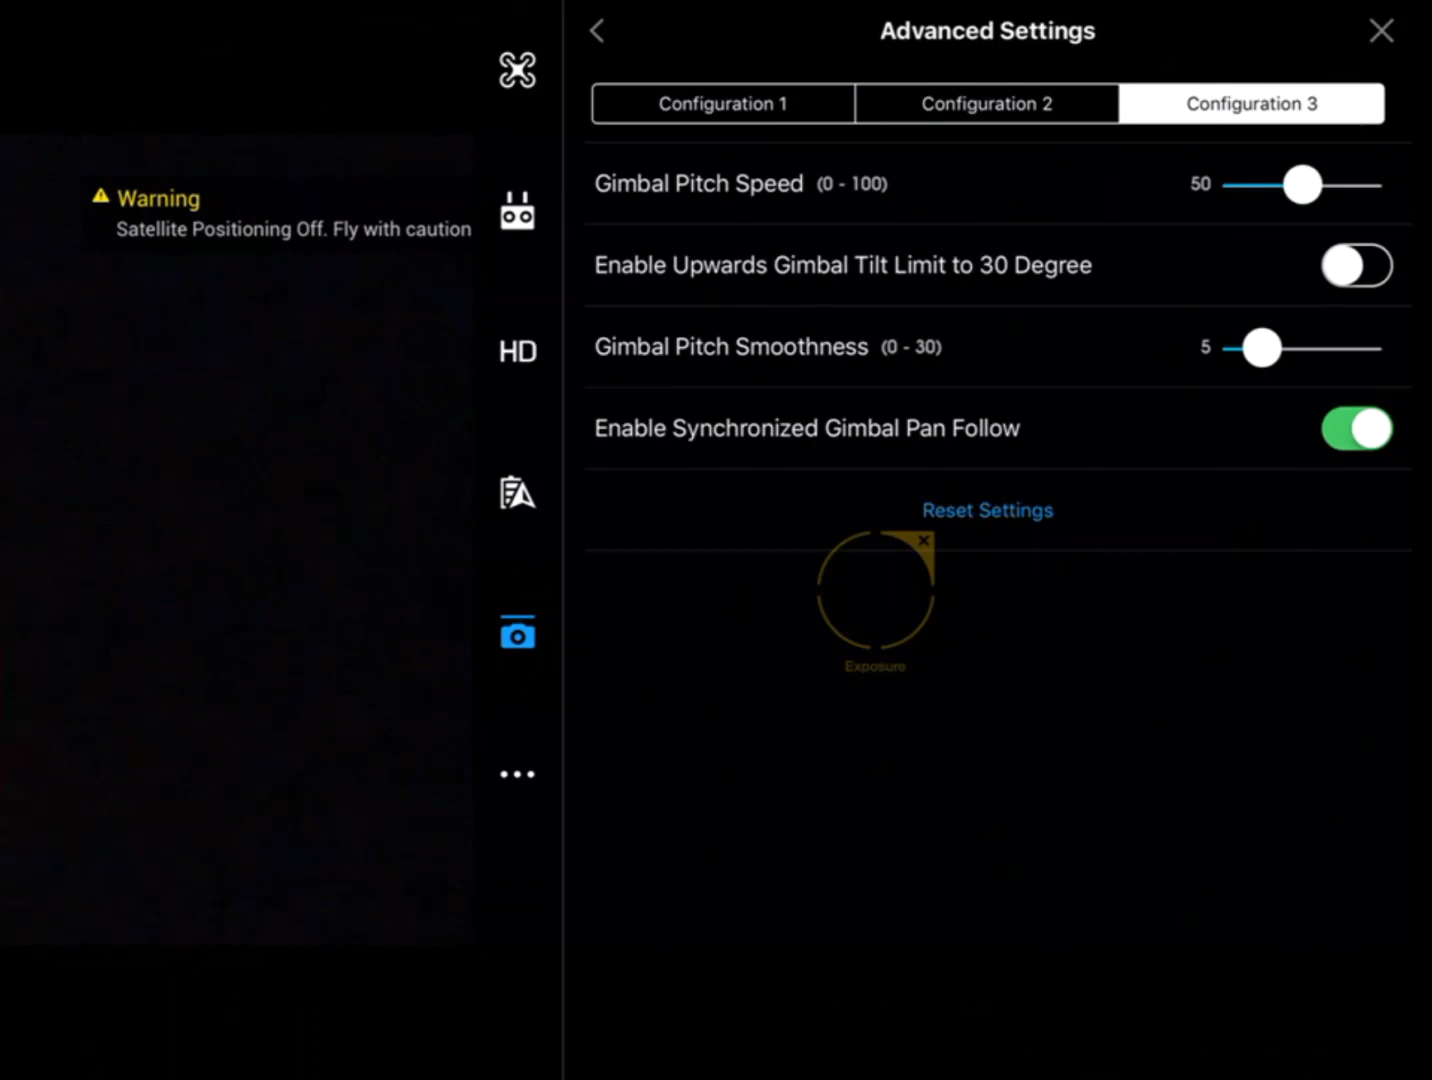 Advanced Settings
Configuration 1
Configuration 2
Configuration 3
Warning
Satellite Positioning Off. Fly with caution
Gimbal Pitch Speed (0 - 100)
50
Enable Upwards Gimbal Tilt Limit to 30 Degree
HD
Gimbal Pitch Smoothness (0 - 30)
5
Enable Synchronized Gimbal Pan Follow
Reset Settings
Exposure